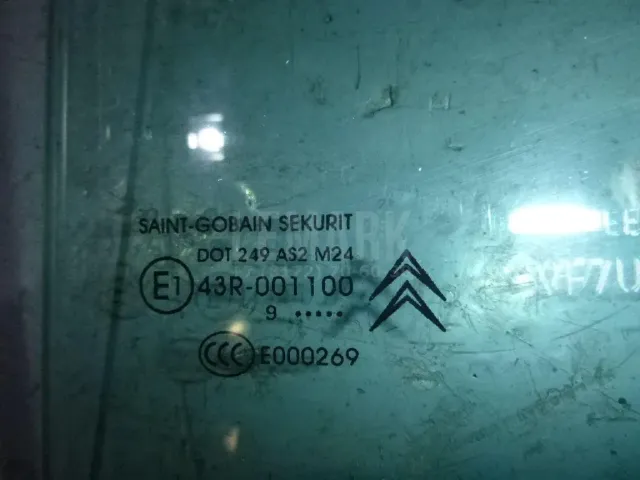 SAINT-GOBAIN SEKURIT
DOT 249 AS2 M24
E1 43R-001100
9 .....
CCC E000269